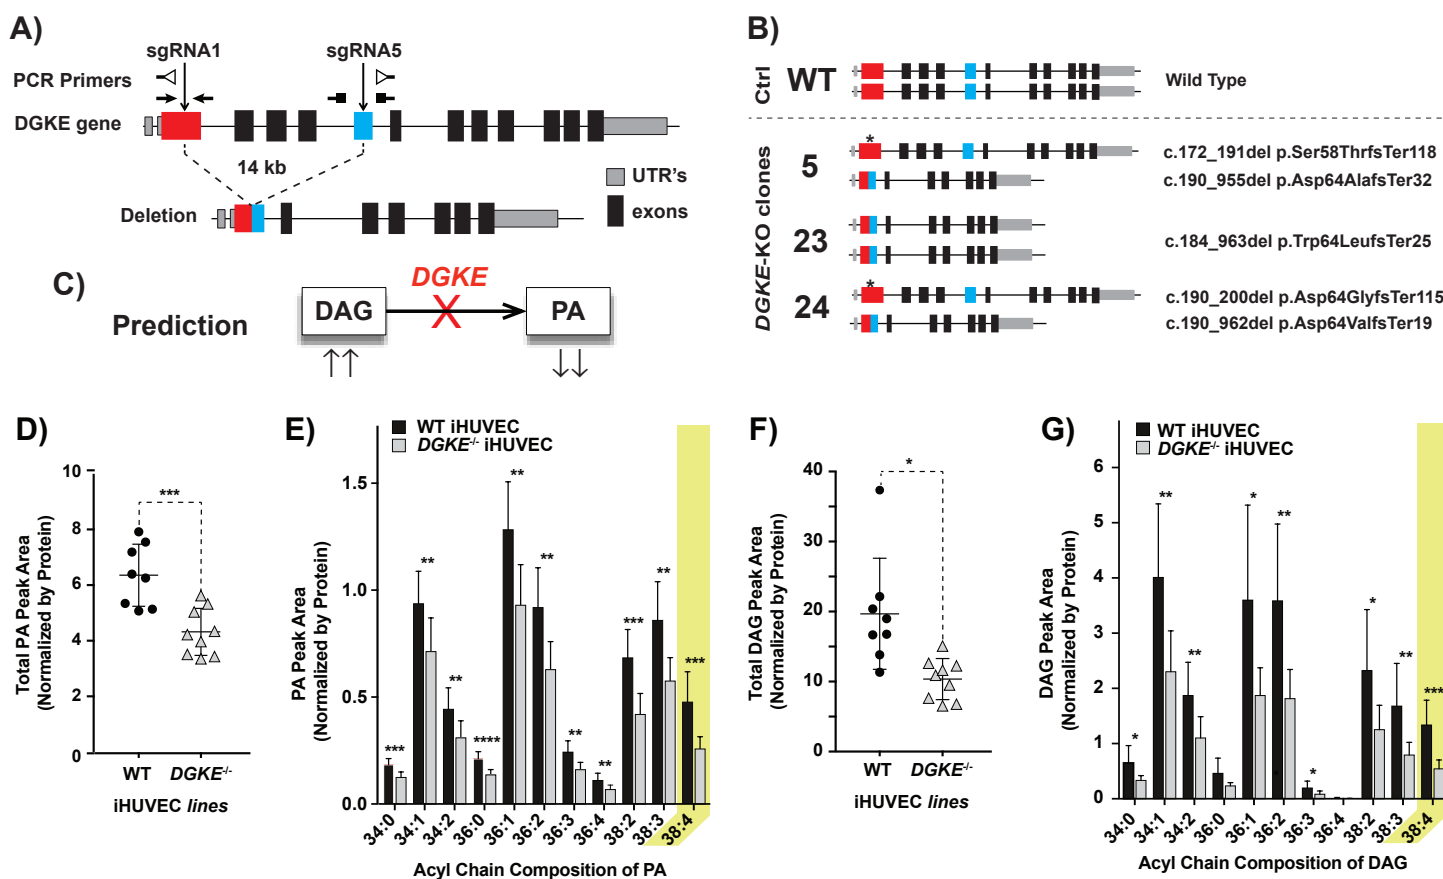 A)
sgRNA1 sgRNA5
PCR Primers
DGKE gene
14 kb
UTR's
Deletion
exons
B)
Ctrl
WT
Wild Type
DGKE-KO clones
*
5
c.172_191del p.Ser58ThrfsTer118
c.190_955del p.Asp64AlafsTer32
23
c.184_963del p.Trp64LeufsTer25
*
24
c.190_200del p.Asp64GlyfsTer115
c.190_962del p.Asp64ValfsTer19
C)
Prediction
DGKE
DAG
X
PA
↑↑
↓↓
D)
Total PA Peak Area
(Normalized by Protein)
10
8
6
4
2
0
***
WT DGKE-/-
iHUVEC lines
E)
WT iHUVEC
DGKE-/- iHUVEC
PA Peak Area
(Normalized by Protein)
1.5
1.0
0.5
0.0
*** ** ** **** ** ** ** ** *** ** ***
34:0 34:1 34:2 36:0 36:1 36:2 36:3 36:4 38:2 38:3 38:4
Acyl Chain Composition of PA
F)
Total DAG Peak Area
(Normalized by Protein)
40
30
20
10
0
*
WT DGKE-/-
iHUVEC lines
G)
WT iHUVEC
DGKE-/- iHUVEC
DAG Peak Area
(Normalized by Protein)
6
5
4
3
2
1
0
* ** ** * ** * * ** ***
34:0 34:1 34:2 36:0 36:1 36:2 36:3 36:4 38:2 38:3 38:4
Acyl Chain Composition of DAG